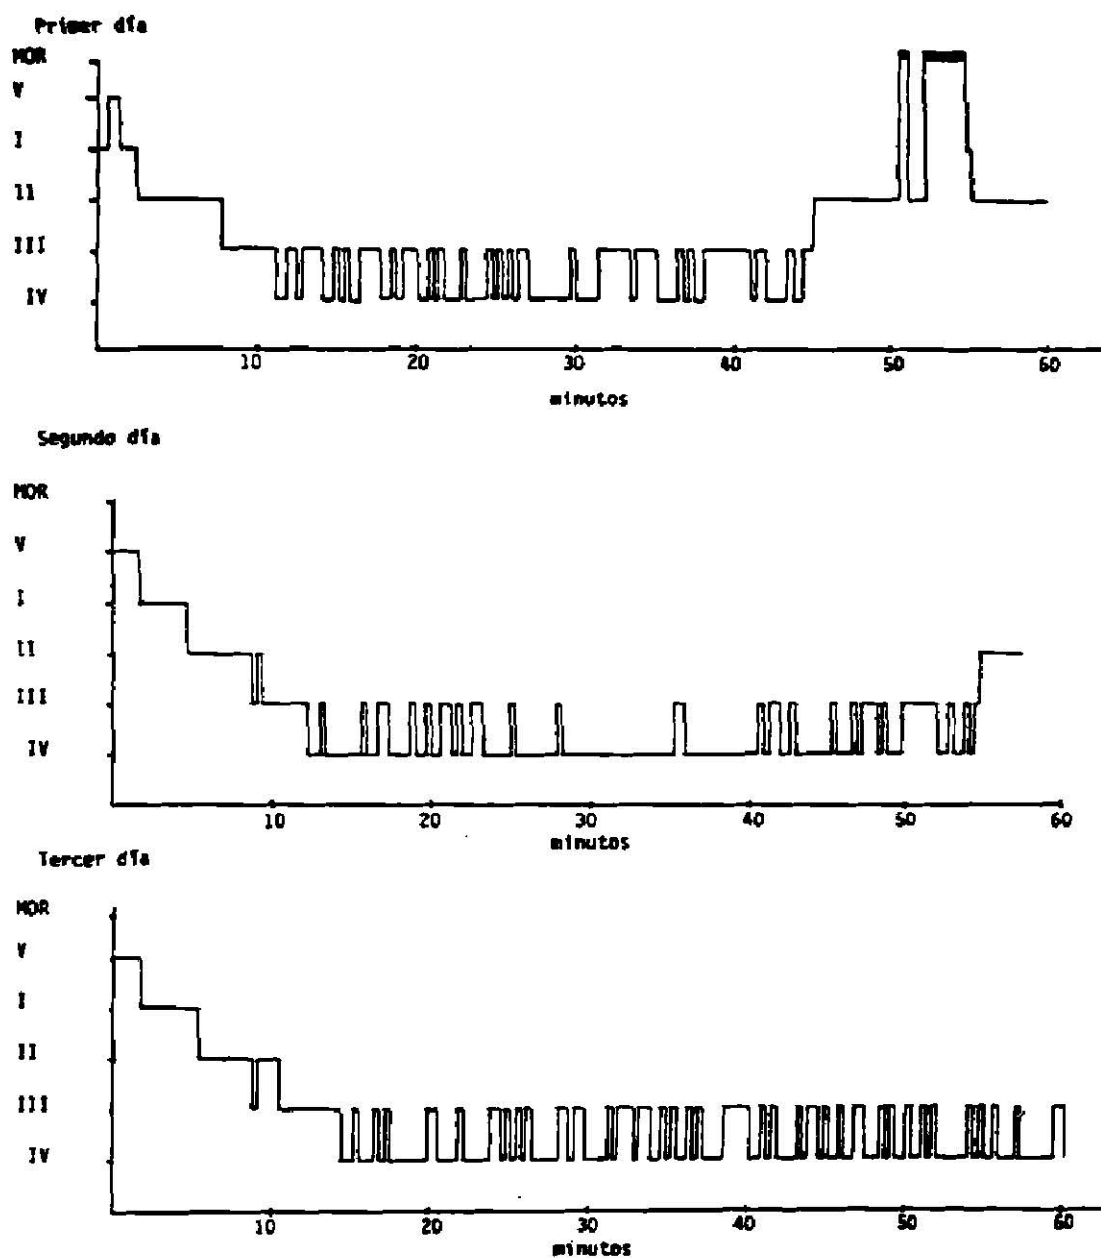 Primer día
MOR
V
I
II
III
IV
10 20 30 40 50 60
minutos
Segundo día
MOR
V
I
II
III
IV
10 20 30 40 50 60
minutos
Tercer día
MOR
V
I
II
III
IV
10 20 30 40 50 60
minutos